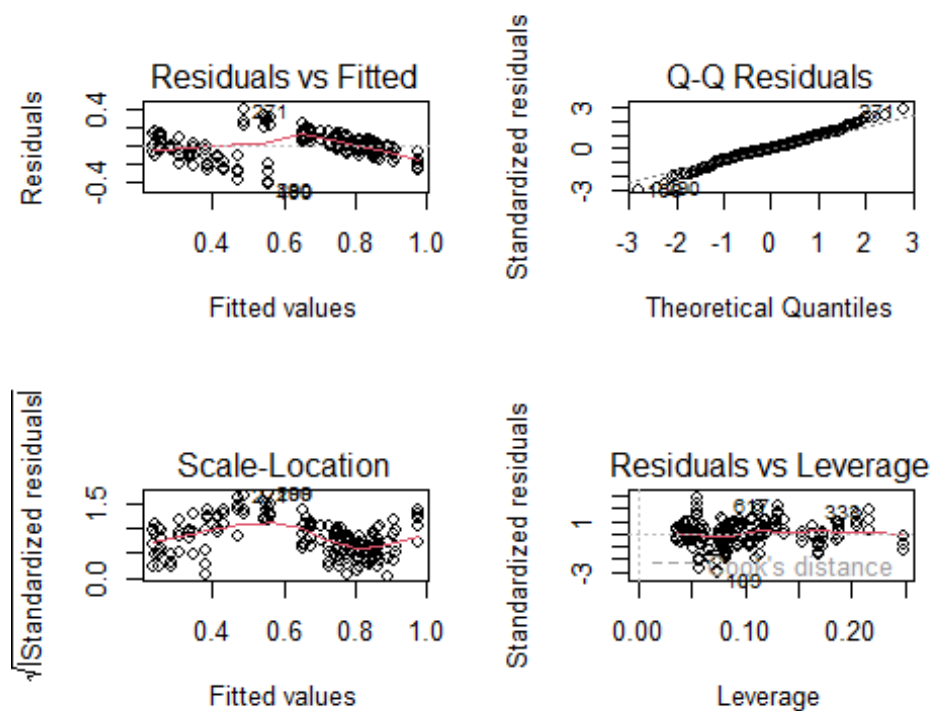 Residuals vs Fitted
Residuals
0.4
-0.4
271
0.4 0.6 0.8 1.0
Fitted values
Q-Q Residuals
Standardized residuals
3
0
-3
271
-3 -2 -1 0 1 2 3
Theoretical Quantiles
Scale-Location
√|Standardized residuals|
1.5
0.0
0.4 0.6 0.8 1.0
Fitted values
Residuals vs Leverage
Standardized residuals
1
-3
617
333
Cook's distance
109
0.00 0.10 0.20
Leverage